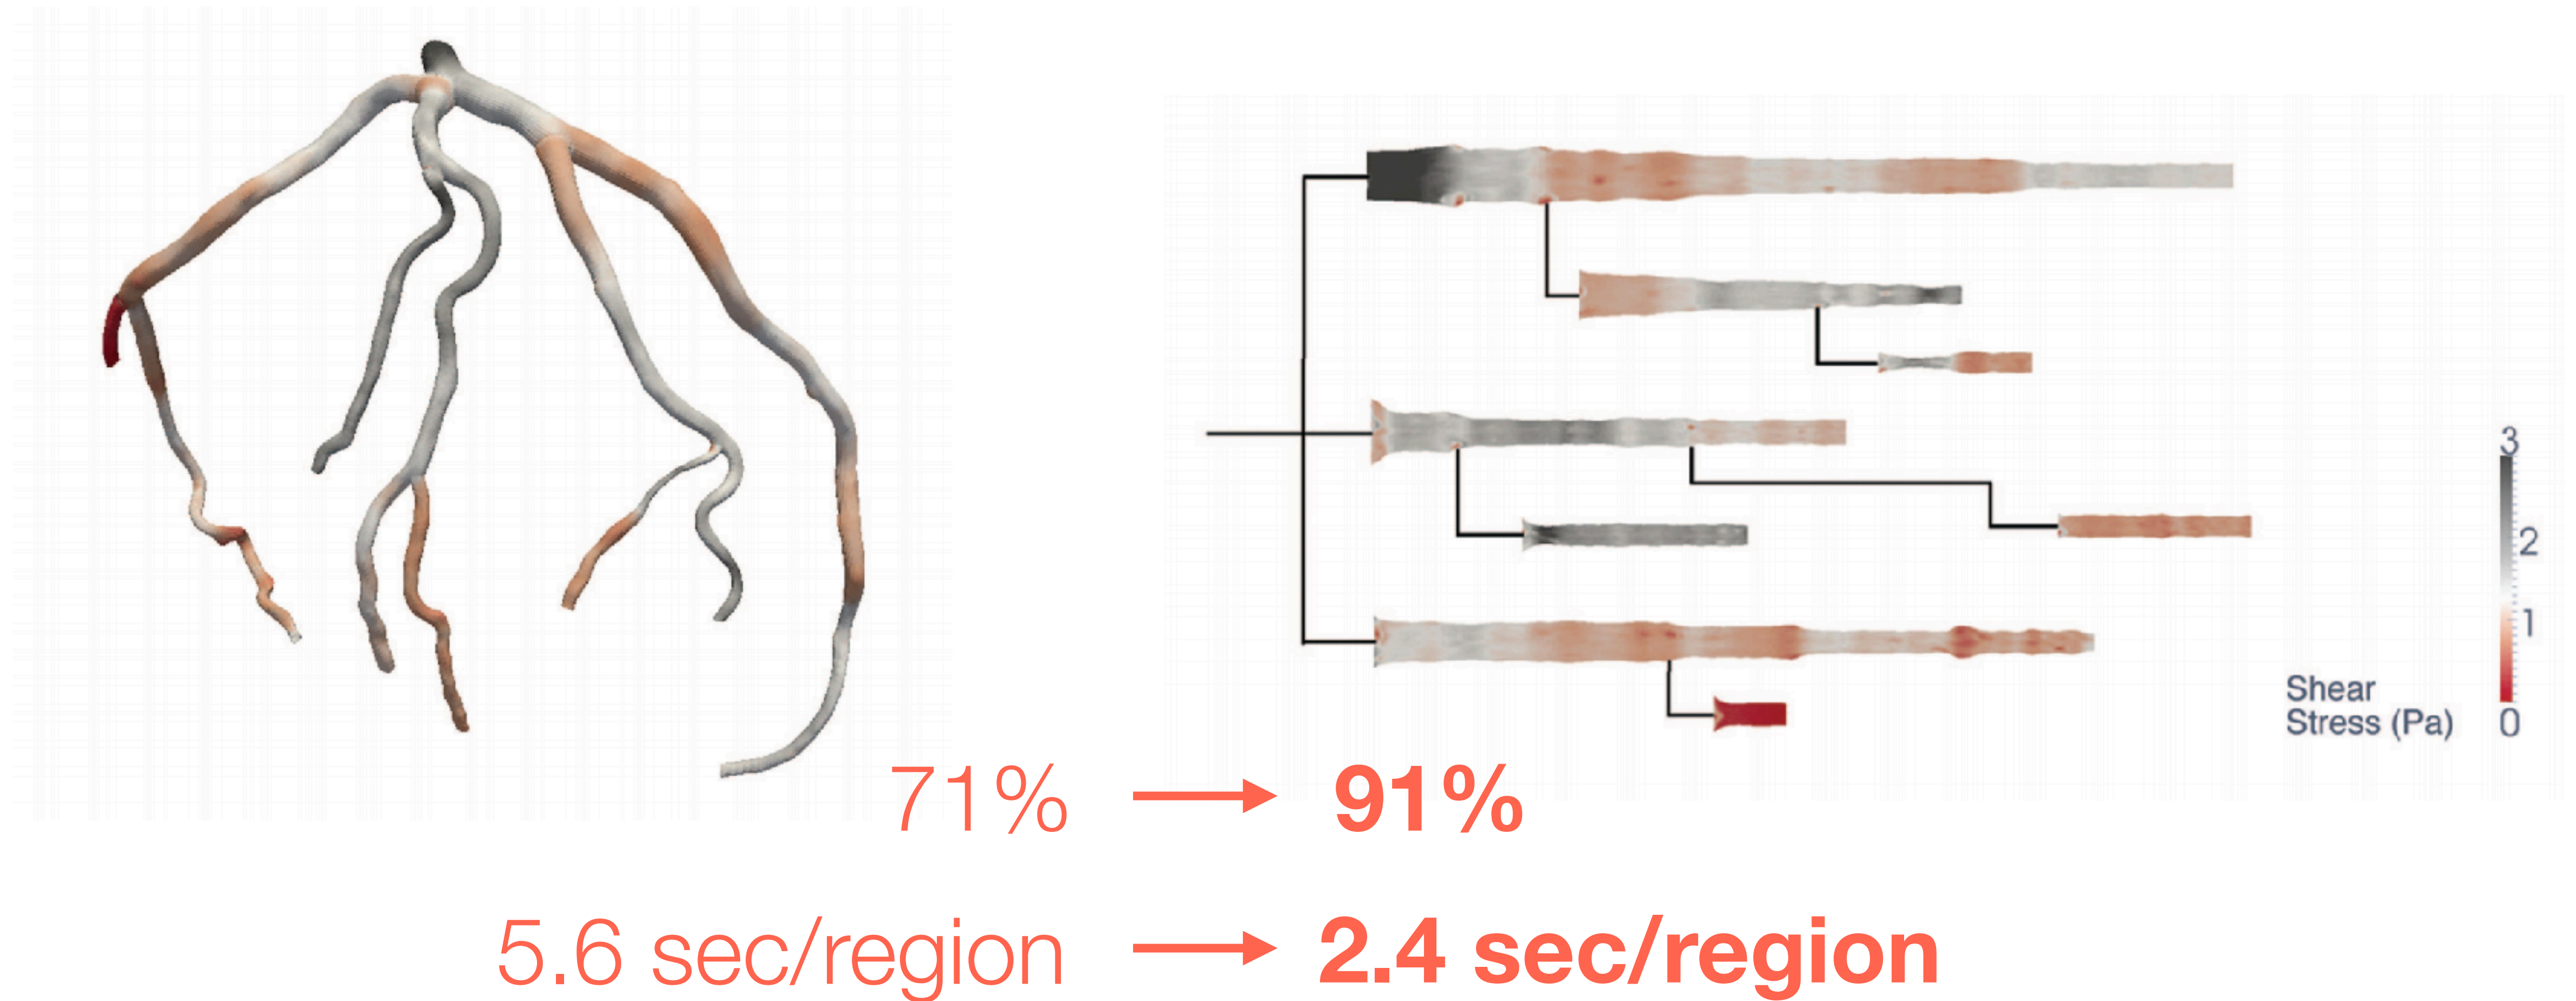 3
2
1
0
Shear
Stress (Pa)
71% → 91%
5.6 sec/region → 2.4 sec/region